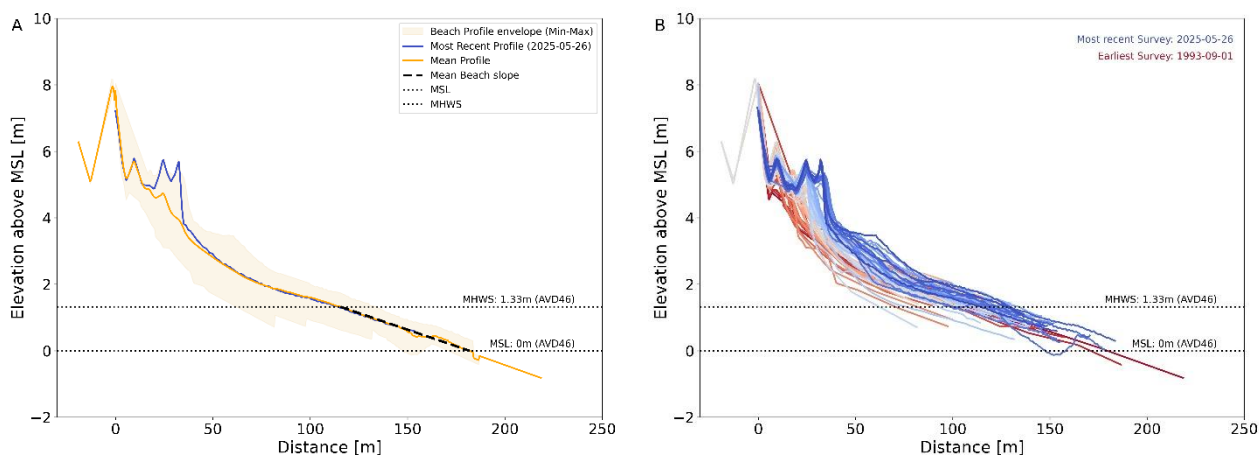 A
10
8
6
4
2
0
−2
Elevation above MSL [m]
Beach Profile envelope (Min-Max)
Most Recent Profile (2025-05-26)
Mean Profile
Mean Beach slope
MSL
MHWS
MHWS: 1.33m (AVD46)
MSL: 0m (AVD46)
0 50 100 150 200 250
Distance [m]
B
10
8
6
4
2
0
−2
Elevation above MSL [m]
Most recent Survey: 2025-05-26
Earliest Survey: 1993-09-01
MHWS: 1.33m (AVD46)
MSL: 0m (AVD46)
0 50 100 150 200 250
Distance [m]